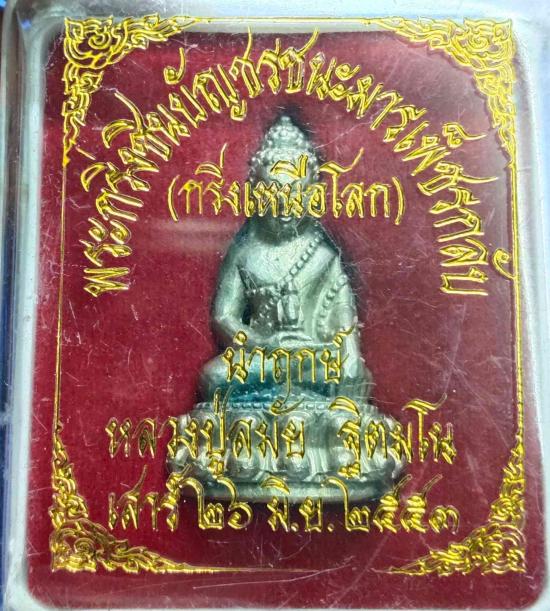 พระกริ่งชินบัญชรชนะมารเพ็ชรกลับ
(กริ่งเหนือโลก)
นำฤกษ์
หลวงปู่สมัย ฐิตมโน
เสาร์ ๒๖ มิ.ย. ๒๕๕๓